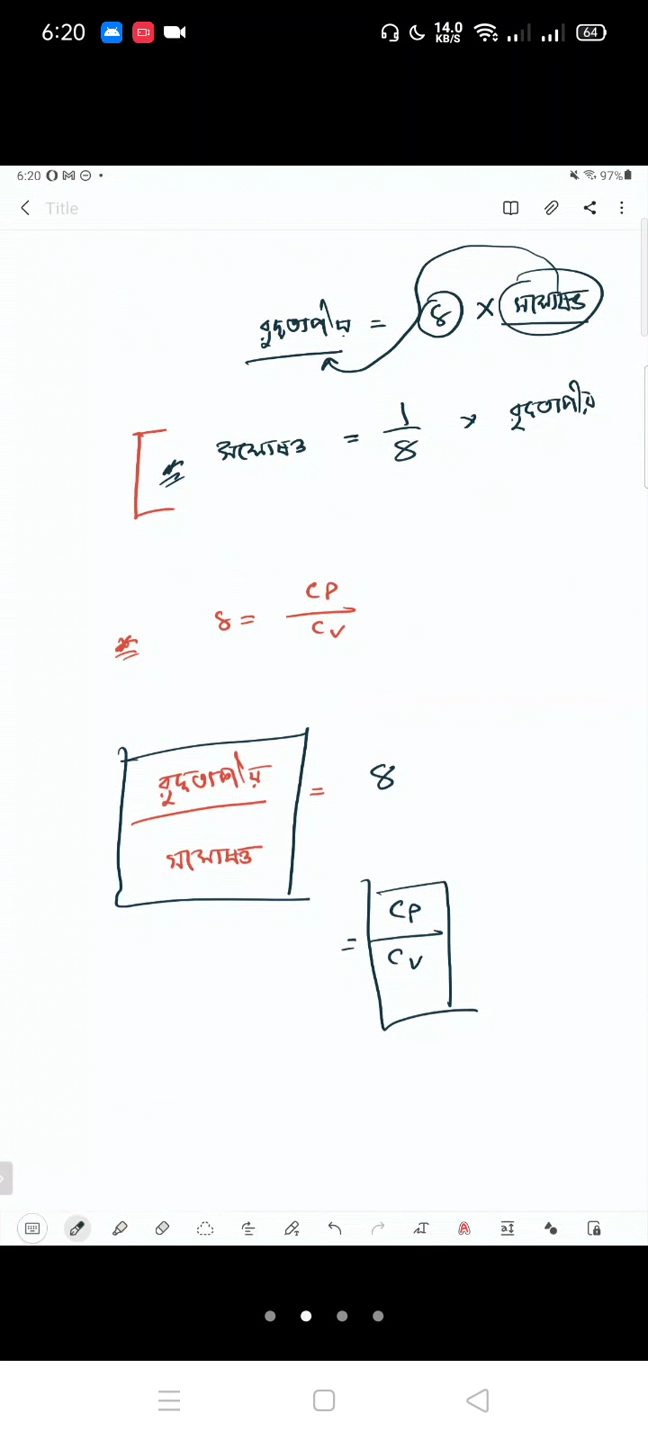 6:20 14.0 KB/S 64
6:20 97%
Title
রুদ্ধতাপীয় = γ × সমোষ্ণ
* সমোষ্ণ = 1/γ × রুদ্ধতাপীয়
* γ = CP/CV
রুদ্ধতাপীয়/সমোষ্ণ = γ
= CP/CV